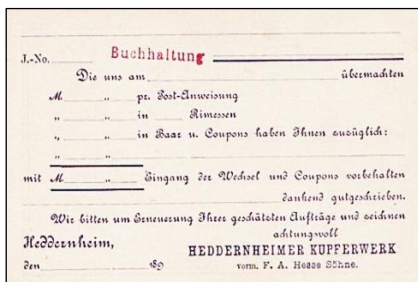 J.-No. Buchhaltung
Die uns am übermachten
M. „ pr. Post-Anweisung
„ „ in Rimessen
„ „ in Baar u. Coupons haben Ihnen zuzüglich:
„ „
mit M. „ Eingang der Wechsel und Coupons vorbehalten
dankend gutgeschrieben.
Wir bitten um Erneuerung Ihrer geschätzten Aufträge und zeichnen
achtungsvoll
Heddernheim, HEDDERNHEIMER KUPFERWERK
den 189 vorm. F. A. Hesse Söhne.